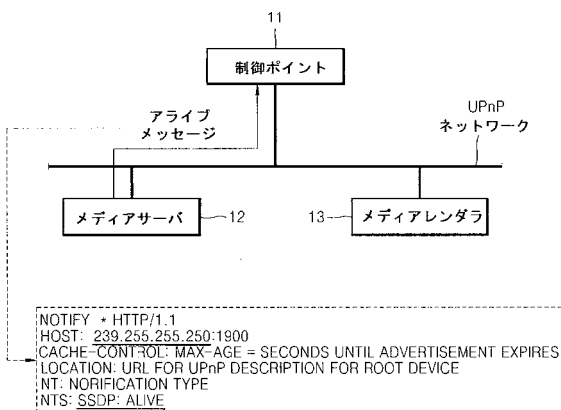 11
制御ポイント
アライブ
メッセージ
UPnP
ネットワーク
メディアサーバ
12
13
メディアレンダラ
NOTIFY * HTTP/1.1
HOST: 239.255.255.250:1900
CACHE-CONTROL: MAX-AGE = SECONDS UNTIL ADVERTISEMENT EXPIRES
LOCATION: URL FOR UPnP DESCRIPTION FOR ROOT DEVICE
NT: NORIFICATION TYPE
NTS: SSDP: ALIVE